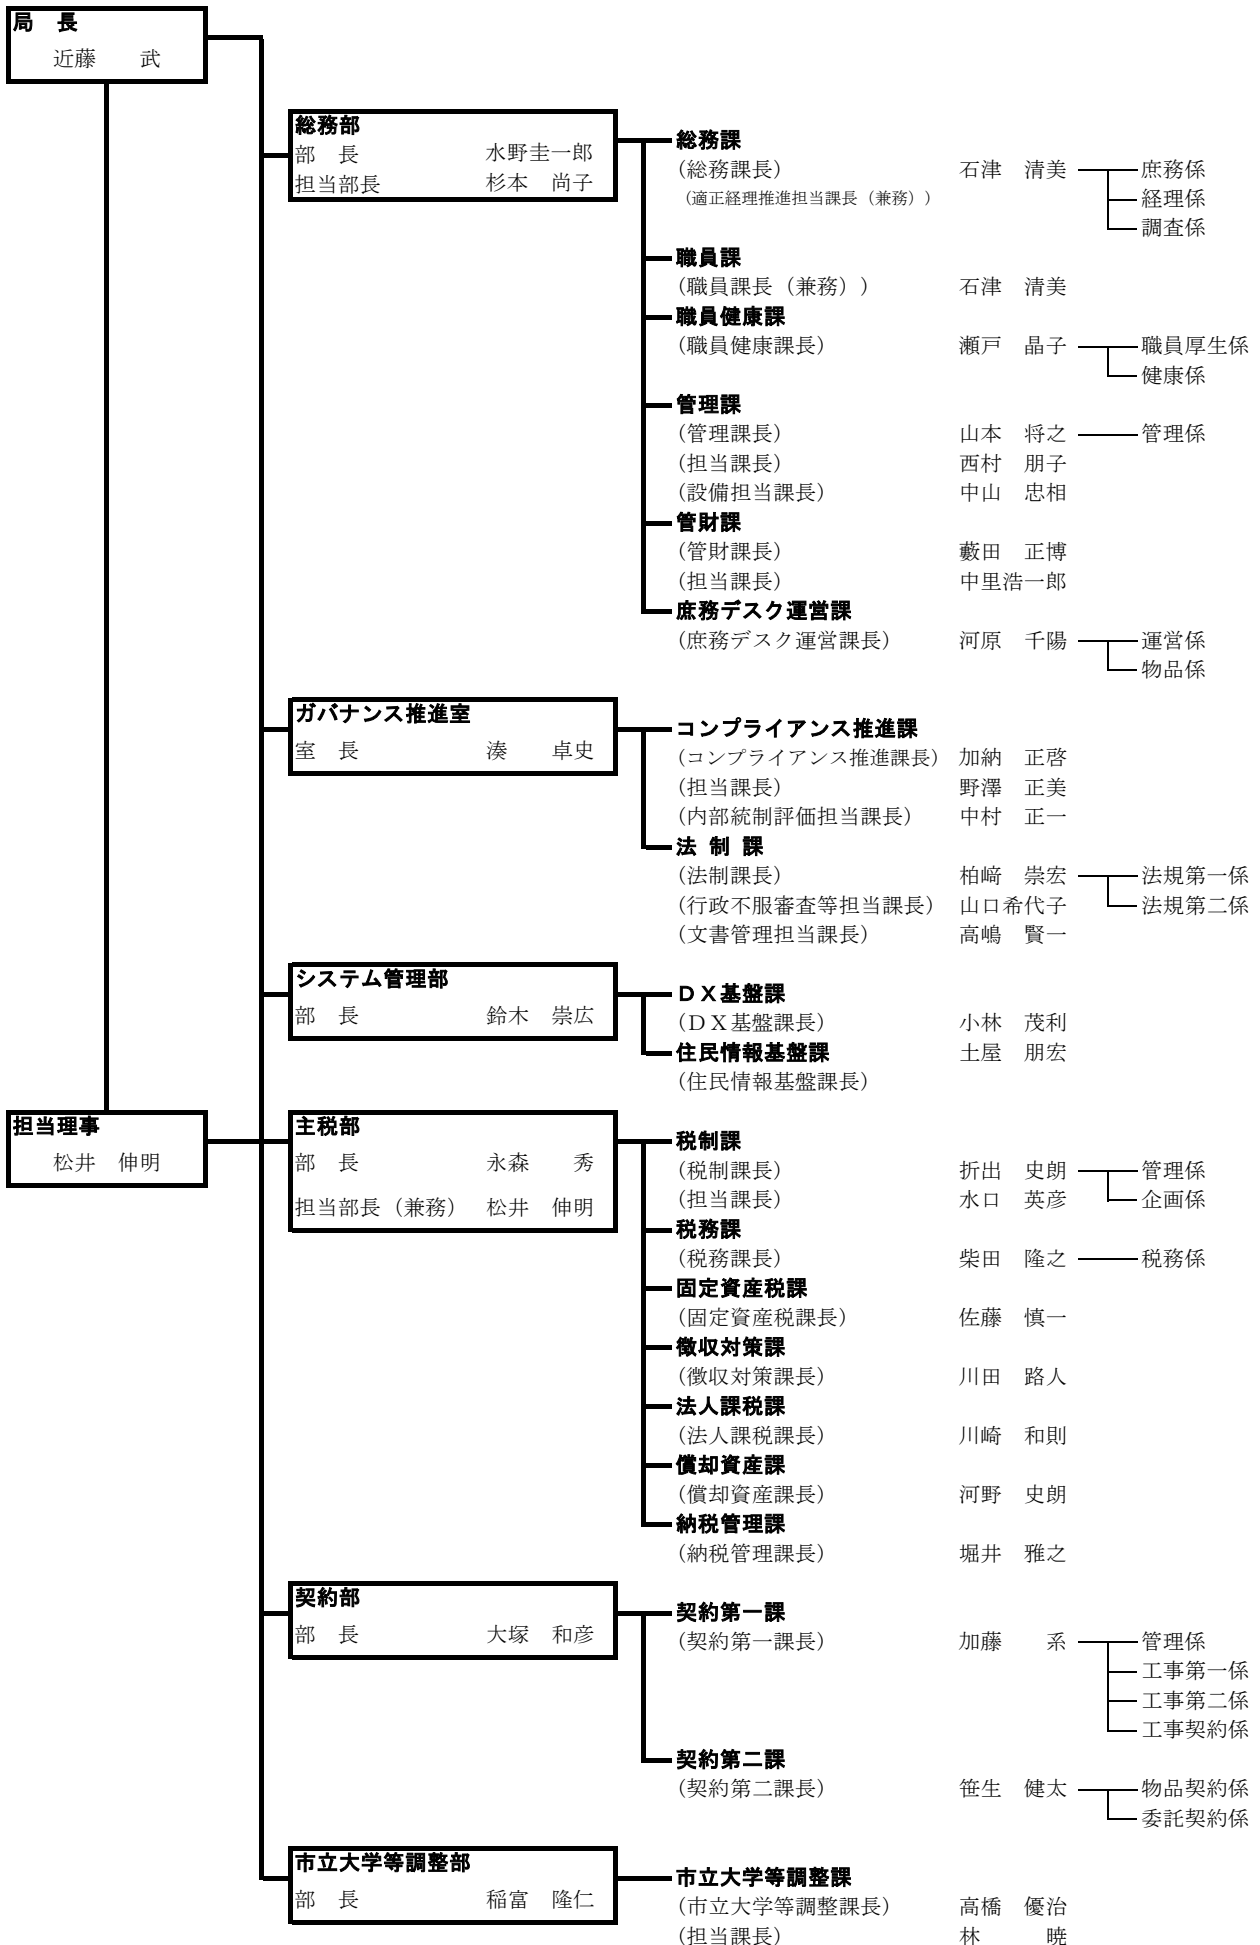 局　長
近藤　　武
総務部
部　長　水野圭一郎
担当部長　杉本　尚子
総務課
(総務課長)　石津　清美　庶務係
(適正経理推進担当課長（兼務）)　経理係
調査係
職員課
(職員課長（兼務）)　石津　清美
職員健康課
(職員健康課長)　瀬戸　晶子　職員厚生係
健康係
管理課
(管理課長)　山本　将之　管理係
(担当課長)　西村　朋子
(設備担当課長)　中山　忠相
管財課
(管財課長)　藪田　正博
(担当課長)　中里浩一郎
庶務デスク運営課
(庶務デスク運営課長)　河原　千陽　運営係
物品係
ガバナンス推進室
室　長　湊　　卓史
コンプライアンス推進課
(コンプライアンス推進課長)　加納　正啓
(担当課長)　野澤　正美
(内部統制評価担当課長)　中村　正一
法 制 課
(法制課長)　柏﨑　崇宏　法規第一係
(行政不服審査等担当課長)　山口希代子　法規第二係
(文書管理担当課長)　高嶋　賢一
システム管理部
部　長　鈴木　崇広
ＤＸ基盤課
(ＤＸ基盤課長)　小林　茂利
住民情報基盤課　土屋　朋宏
(住民情報基盤課長)
担当理事
松井　伸明
主税部
部　長　永森　　秀
担当部長（兼務）　松井　伸明
税制課
(税制課長)　折出　史朗　管理係
(担当課長)　水口　英彦　企画係
税務課
(税務課長)　柴田　隆之　税務係
固定資産税課
(固定資産税課長)　佐藤　慎一
徴収対策課
(徴収対策課長)　川田　路人
法人課税課
(法人課税課長)　川崎　和則
償却資産課
(償却資産課長)　河野　史朗
納税管理課
(納税管理課長)　堀井　雅之
契約部
部　長　大塚　和彦
契約第一課
(契約第一課長)　加藤　　系　管理係
工事第一係
工事第二係
工事契約係
契約第二課
(契約第二課長)　笹生　健太　物品契約係
委託契約係
市立大学等調整部
部　長　稲富　隆仁
市立大学等調整課
(市立大学等調整課長)　高橋　優治
(担当課長)　林　　　暁